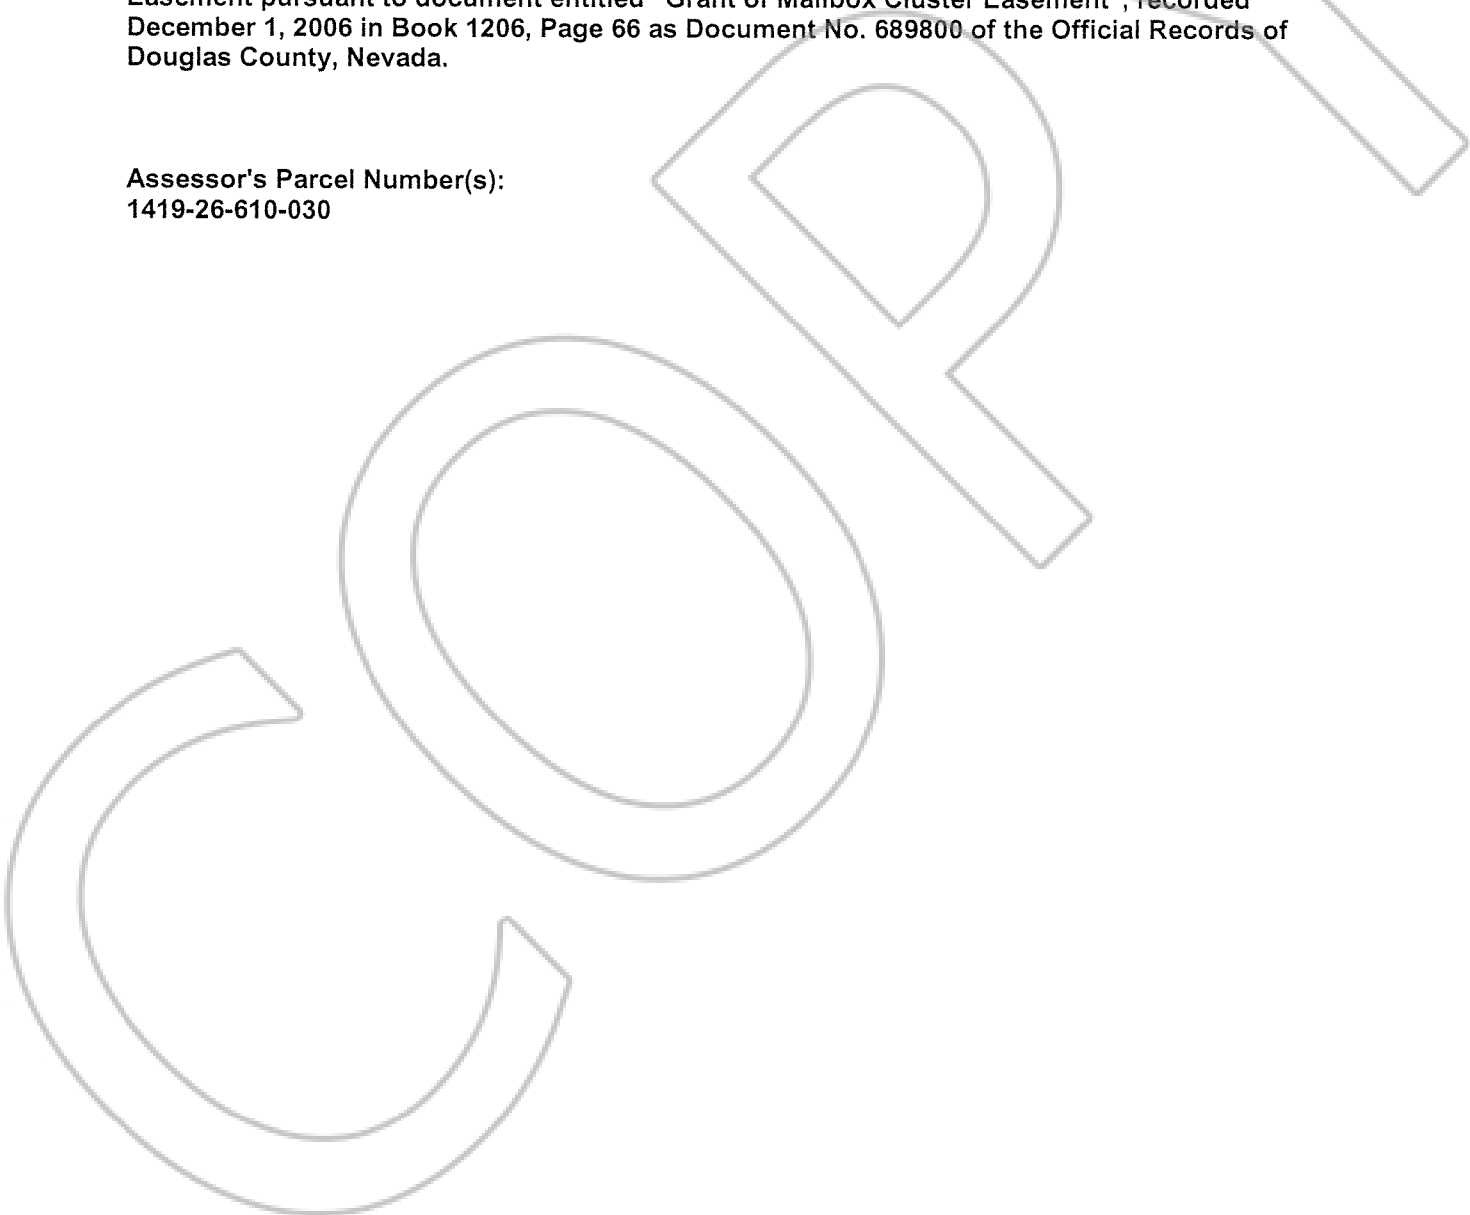 Easement pursuant to document entitled "Grant of Mailbox Cluster Easement", recorded
December 1, 2006 in Book 1206, Page 66 as Document No. 689800 of the Official Records of
Douglas County, Nevada.
Assessor's Parcel Number(s):
1419-26-610-030
COPY